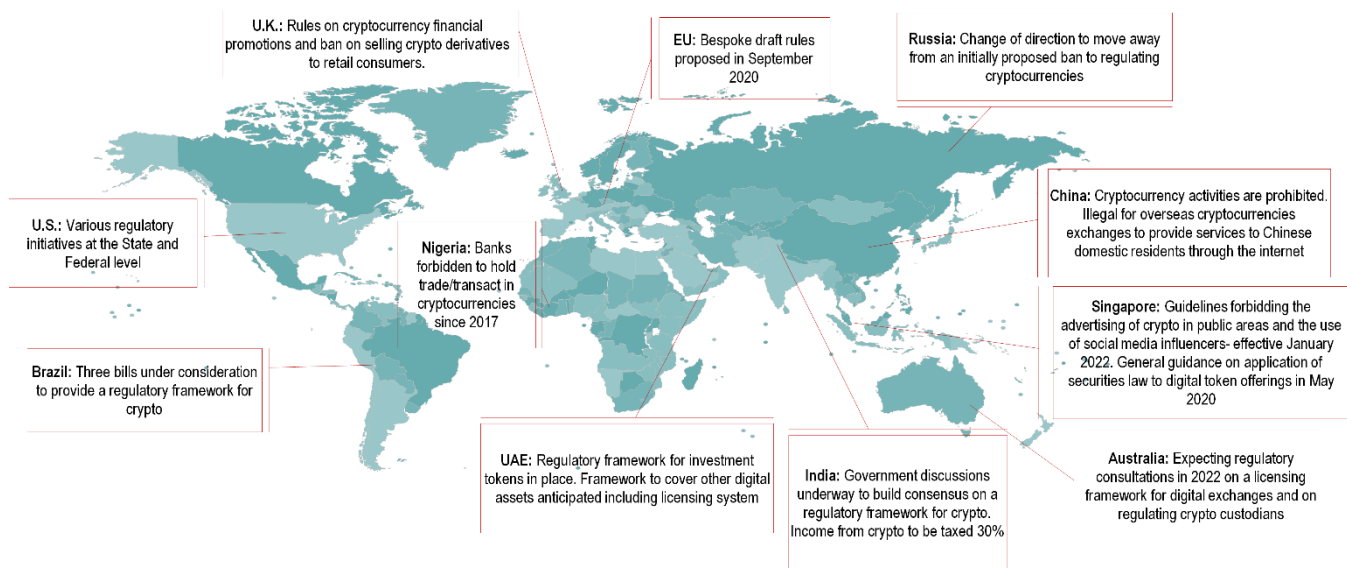 U.K.: Rules on cryptocurrency financial
promotions and ban on selling crypto derivatives
to retail consumers.
EU: Bespoke draft rules
proposed in September
2020
Russia: Change of direction to move away
from an initially proposed ban to regulating
cryptocurrencies
U.S.: Various regulatory
initiatives at the State and
Federal level
Nigeria: Banks
forbidden to hold
trade/transact in
cryptocurrencies
since 2017
China: Cryptocurrency activities are prohibited.
Illegal for overseas cryptocurrencies
exchanges to provide services to Chinese
domestic residents through the internet
Singapore: Guidelines forbidding the
advertising of crypto in public areas and the use
of social media influencers- effective January
2022. General guidance on application of
securities law to digital token offerings in May
2020
Brazil: Three bills under consideration
to provide a regulatory framework for
crypto
UAE: Regulatory framework for investment
tokens in place. Framework to cover other digital
assets anticipated including licensing system
India: Government discussions
underway to build consensus on a
regulatory framework for crypto.
Income from crypto to be taxed 30%
Australia: Expecting regulatory
consultations in 2022 on a licensing
framework for digital exchanges and on
regulating crypto custodians